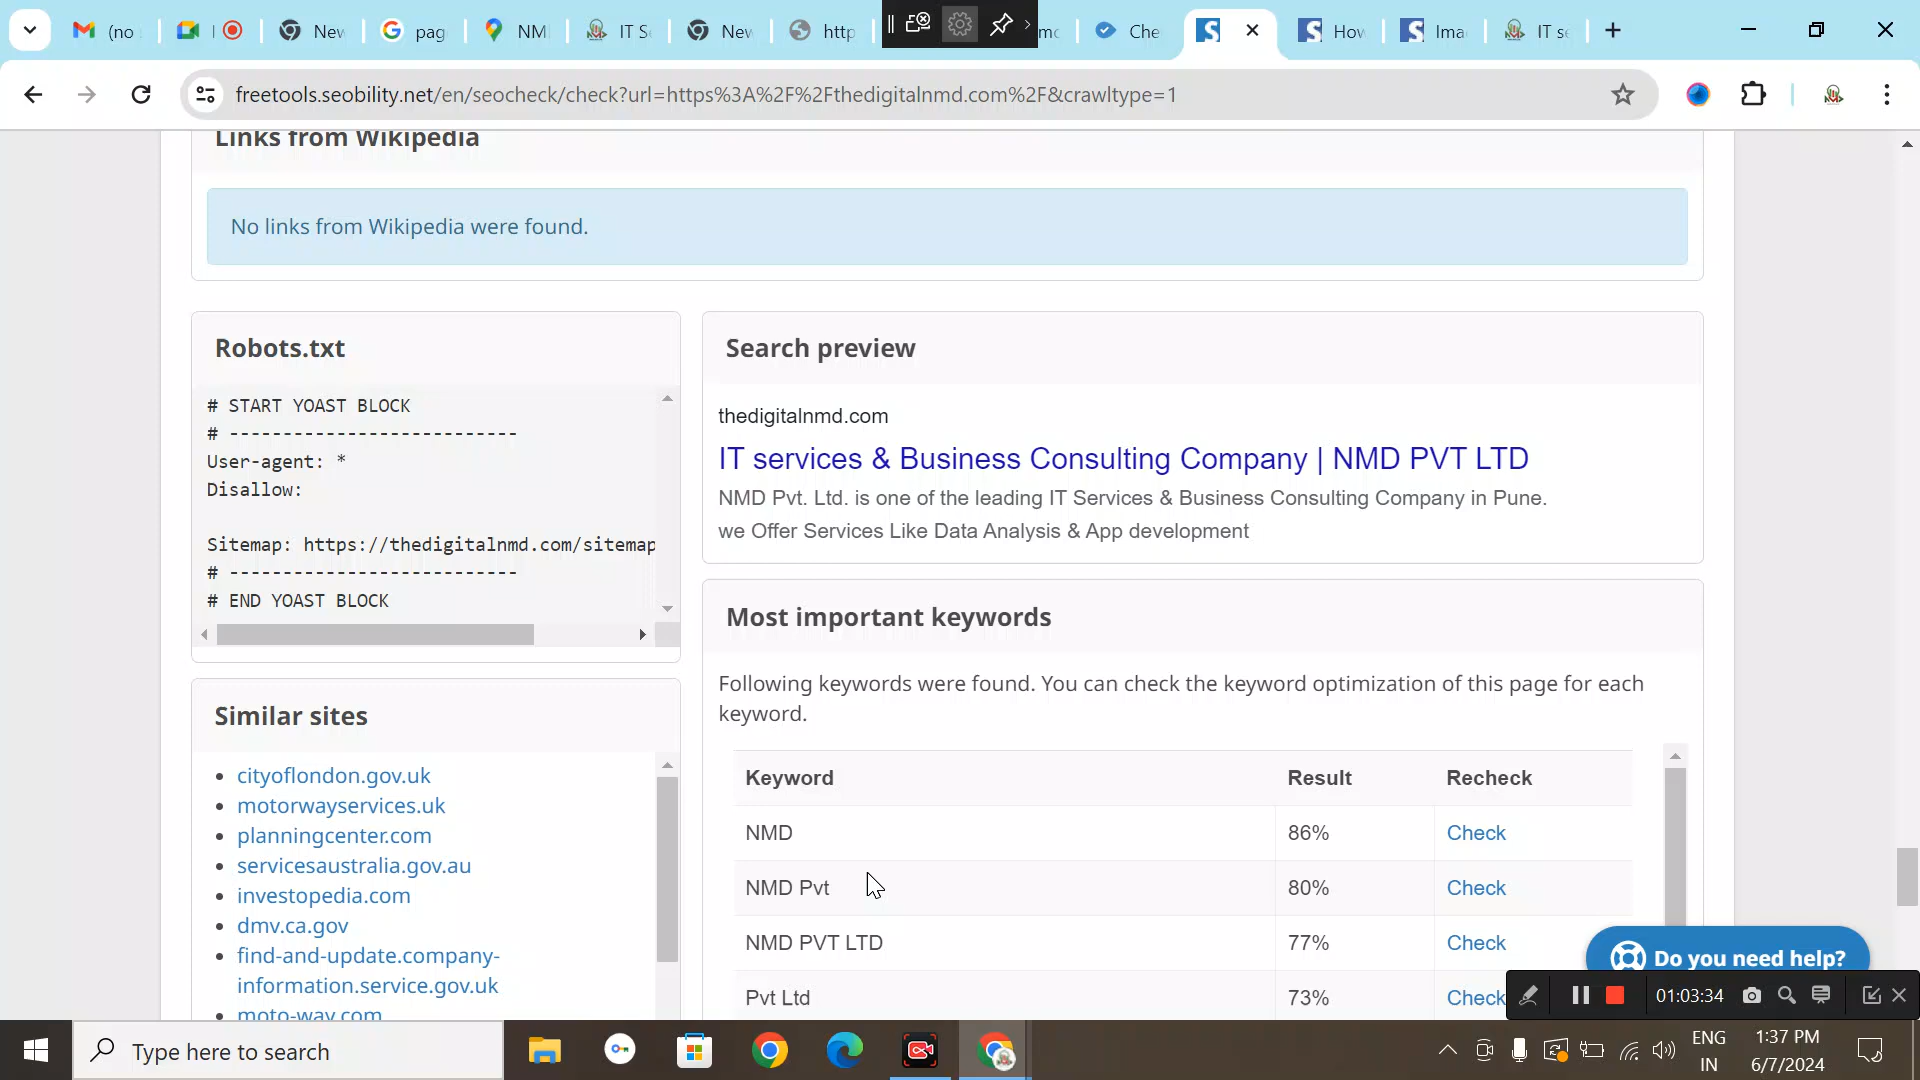 (no
New
pag
NM
IT S
New
http
mc
Che
How
Ima
IT se
freetools.seobility.net/en/seocheck/check?url=https%3A%2F%2Fthedigitalnmd.com%2F&crawltype=1
Links from Wikipedia
No links from Wikipedia were found.
Robots.txt
# START YOAST BLOCK
# ---------------------------
User-agent: *
Disallow:
Sitemap: https://thedigitalnmd.com/sitemap
# ---------------------------
# END YOAST BLOCK
Similar sites
cityoflondon.gov.uk
motorwayservices.uk
planningcenter.com
servicesaustralia.gov.au
investopedia.com
dmv.ca.gov
find-and-update.company-
information.service.gov.uk
moto-way.com
Search preview
thedigitalnmd.com
IT services & Business Consulting Company | NMD PVT LTD
NMD Pvt. Ltd. is one of the leading IT Services & Business Consulting Company in Pune.
we Offer Services Like Data Analysis & App development
Most important keywords
Following keywords were found. You can check the keyword optimization of this page for each
keyword.
Keyword Result Recheck
NMD 86% Check
NMD Pvt 80% Check
NMD PVT LTD 77% Check
Pvt Ltd 73% Check
Do you need help?
01:03:34
Type here to search
ENG
IN
1:37 PM
6/7/2024